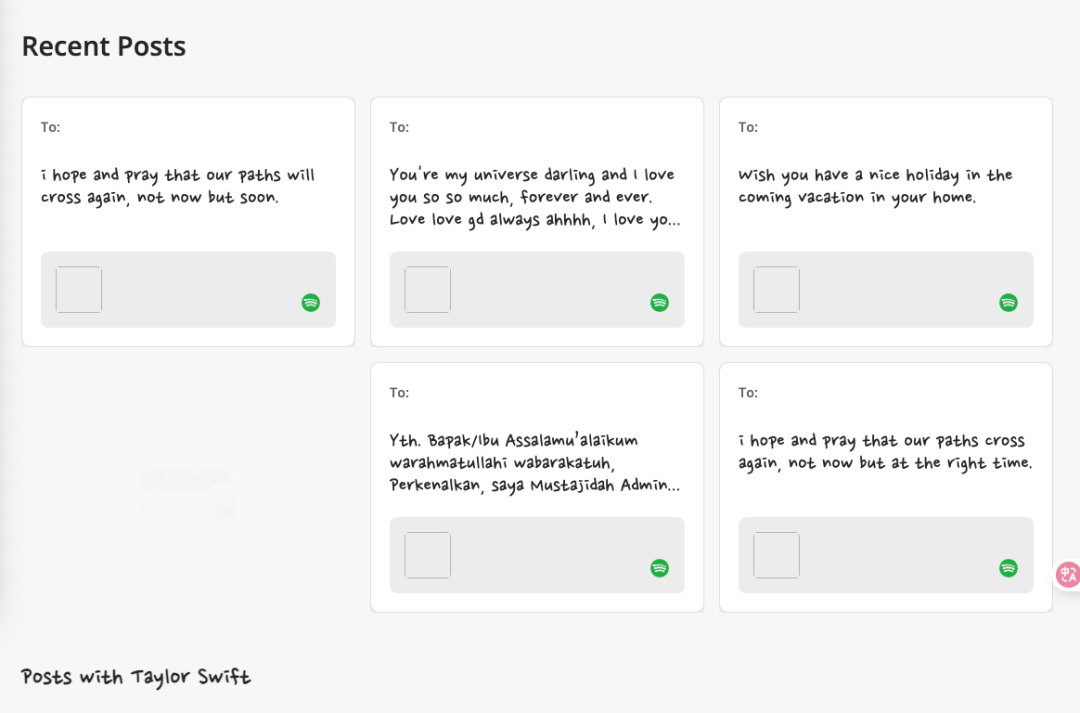 Recent Posts
To:
i hope and pray that our paths will
cross again, not now but soon.
To:
You're my universe darling and I love
you so so much, forever and ever.
Love love gd always ahhhh, I love yo...
To:
Wish you have a nice holiday in the
coming vacation in your home.
To:
Yth. Bapak/Ibu Assalamu’alaikum
warahmatullahi wabarakatuh,
Perkenalkan, saya Mustajidah Admin...
To:
i hope and pray that our paths cross
again, not now but at the right time.
中
A
Posts with Taylor Swift